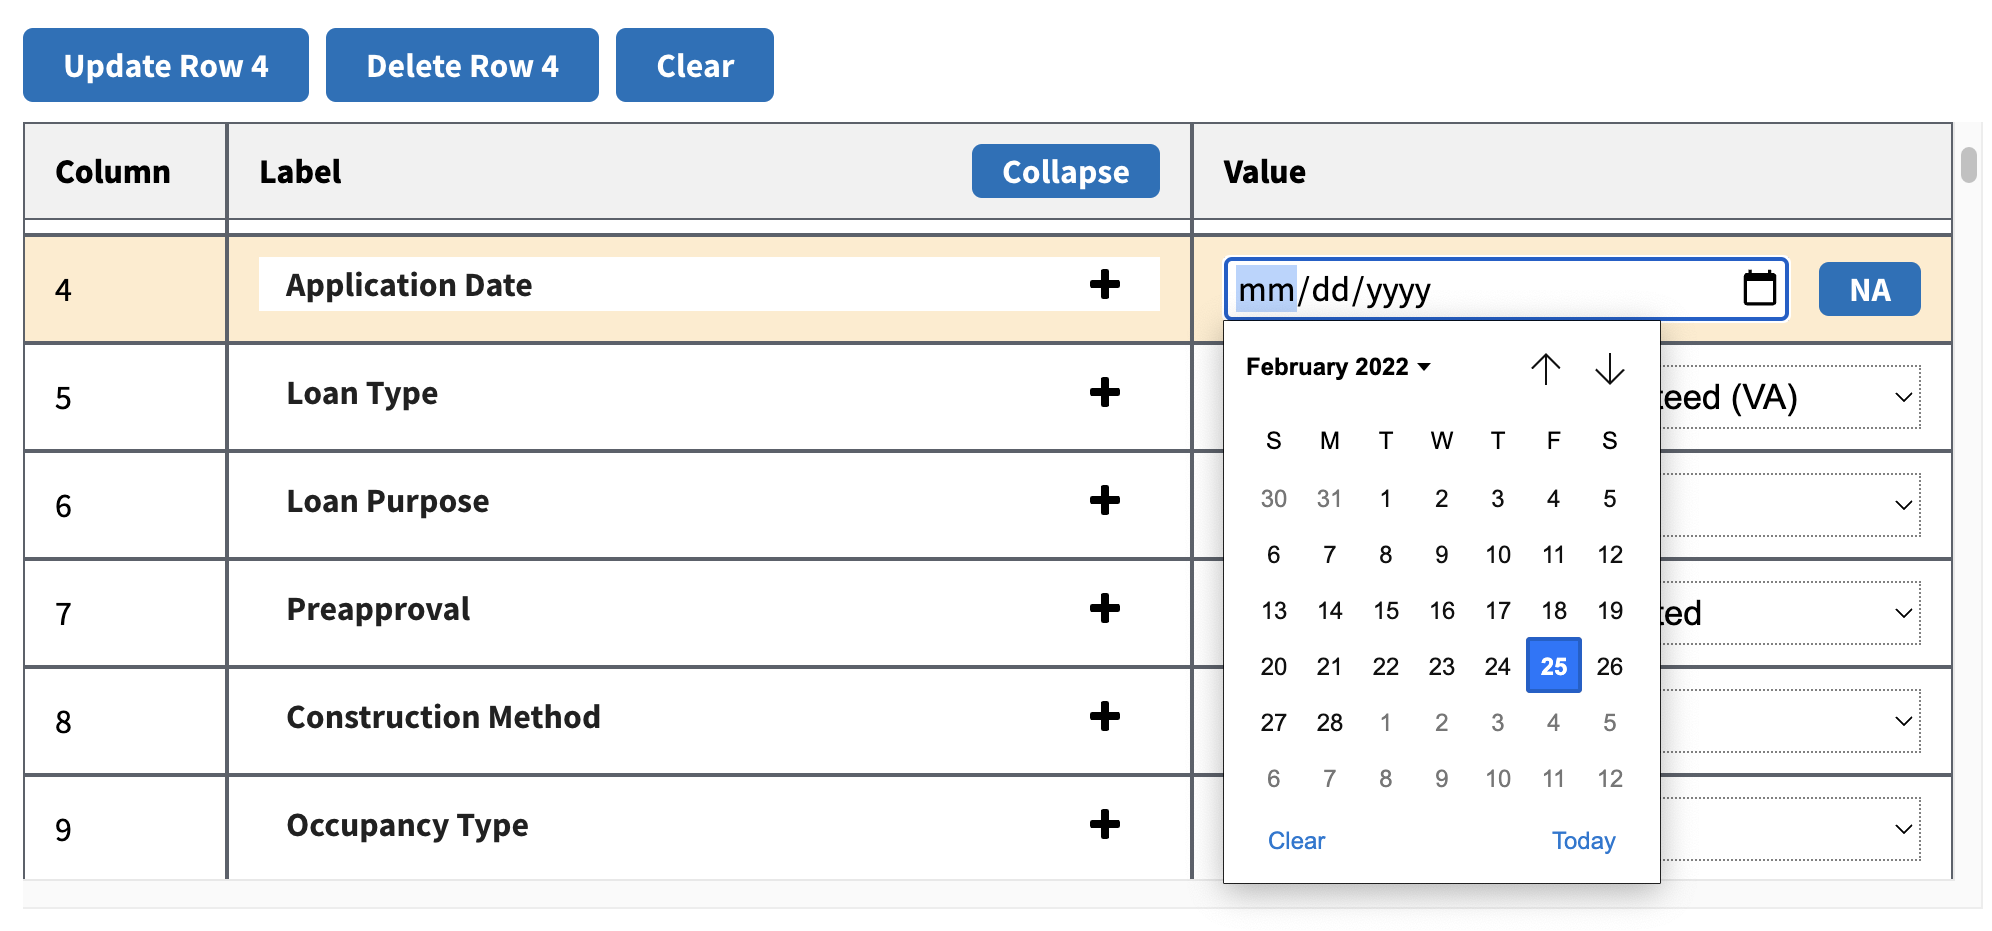 Update Row 4 Delete Row 4 Clear
Column Label Collapse Value
4 Application Date mm/dd/yyyy NA
February 2022
5 Loan Type teed (VA)
S M T W T F S
30 31 1 2 3 4 5
6 Loan Purpose
6 7 8 9 10 11 12
7 Preapproval ted
13 14 15 16 17 18 19
20 21 22 23 24 25 26
8 Construction Method
27 28 1 2 3 4 5
6 7 8 9 10 11 12
9 Occupancy Type
Clear Today